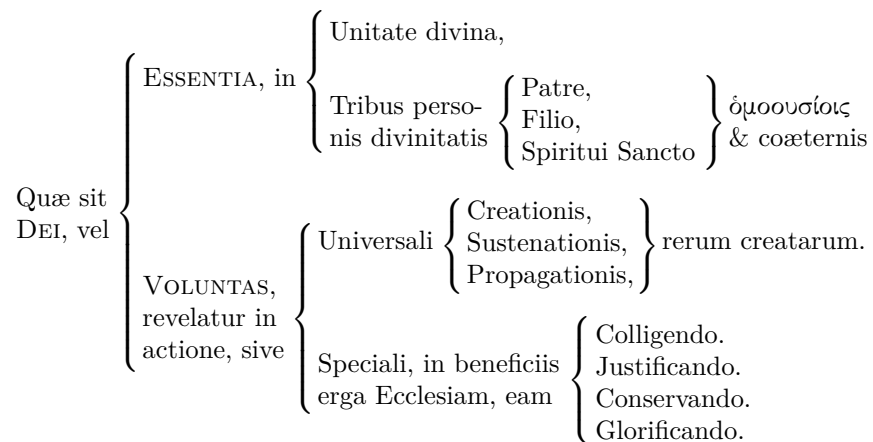 Quæ sit
DEI, vel
ESSENTIA, in
Unitate divina,
Tribus perso-
nis divinitatis
Patre,
Filio,
Spiritui Sancto
ὁμοουσίοις
& coæternis
VOLUNTAS,
revelatur in
actione, sive
Universali
Creationis,
Sustenationis,
Propagationis,
rerum creatarum.
Speciali, in beneficiis
erga Ecclesiam, eam
Colligendo.
Justificando.
Conservando.
Glorificando.